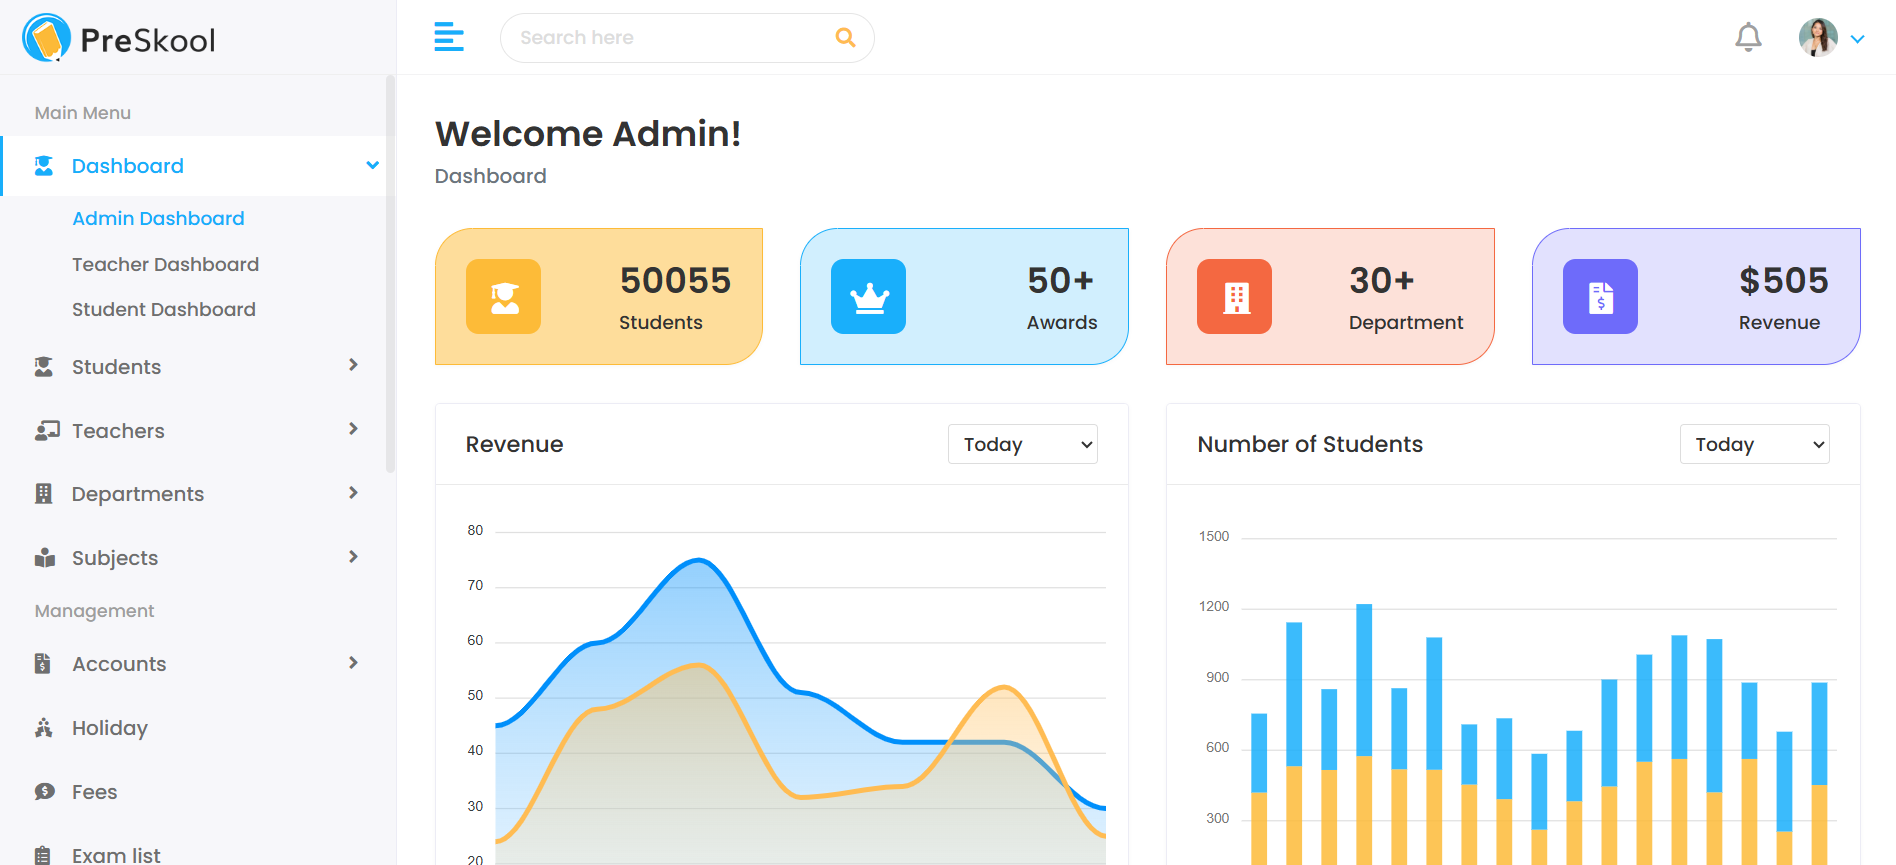 PreSkool
Search here
Main Menu
Dashboard
Admin Dashboard
Teacher Dashboard
Student Dashboard
Students
Teachers
Departments
Subjects
Management
Accounts
Holiday
Fees
Exam list
Welcome Admin!
Dashboard
50055
Students
50+
Awards
30+
Department
$505
Revenue
Revenue
Today
80
70
60
50
40
30
20
Number of Students
Today
1500
1200
900
600
300